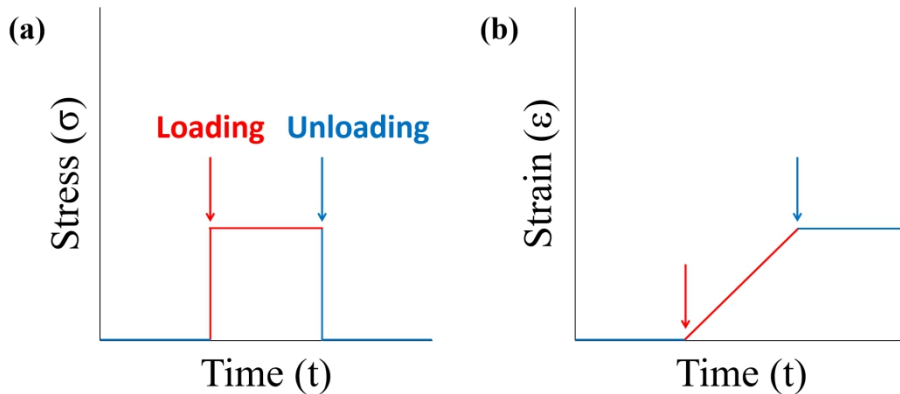 (a)
Stress (σ)
Loading
Unloading
Time (t)
(b)
Strain (ε)
Time (t)